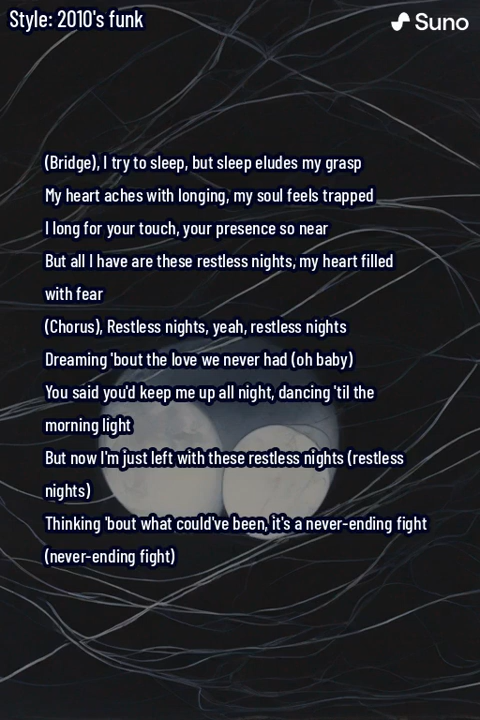 Style: 2010's funk
Suno
(Bridge), I try to sleep, but sleep eludes my grasp
My heart aches with longing, my soul feels trapped
I long for your touch, your presence so near
But all I have are these restless nights, my heart filled
with fear
(Chorus), Restless nights, yeah, restless nights
Dreaming 'bout the love we never had (oh baby)
You said you'd keep me up all night, dancing 'til the
morning light
But now I'm just left with these restless nights (restless
nights)
Thinking 'bout what could've been, it's a never-ending fight
(never-ending fight)